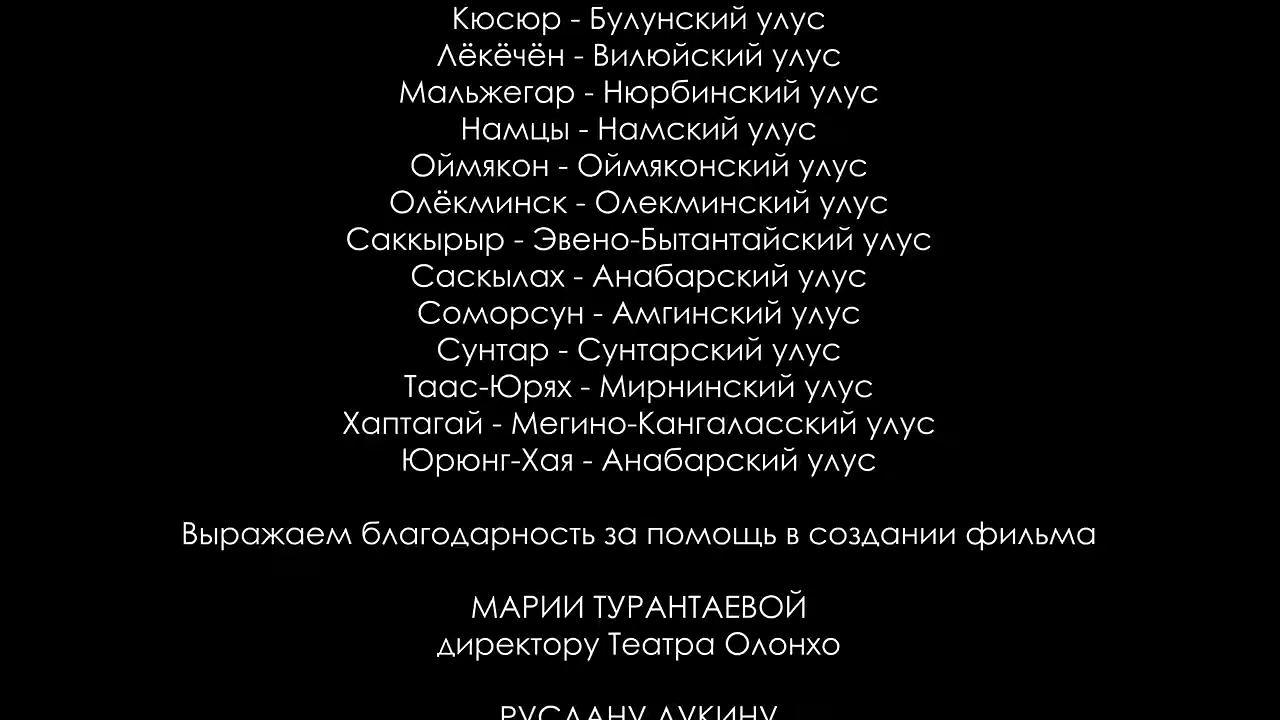 Кюсюр - Булунский улус
Лёкёчён - Вилюйский улус
Мальжегар - Нюрбинский улус
Намцы - Намский улус
Оймякон - Оймяконский улус
Олёкминск - Олекминский улус
Саккырыр - Эвено-Бытантайский улус
Саскылах - Анабарский улус
Соморсун - Амгинский улус
Сунтар - Сунтарский улус
Таас-Юрях - Мирнинский улус
Хаптагай - Мегино-Кангаласский улус
Юрюнг-Хая - Анабарский улус
Выражаем благодарность за помощь в создании фильма
МАРИИ ТУРАНТАЕВОЙ
директору Театра Олонхо
РУСЛАНУ ЛУКИНУ